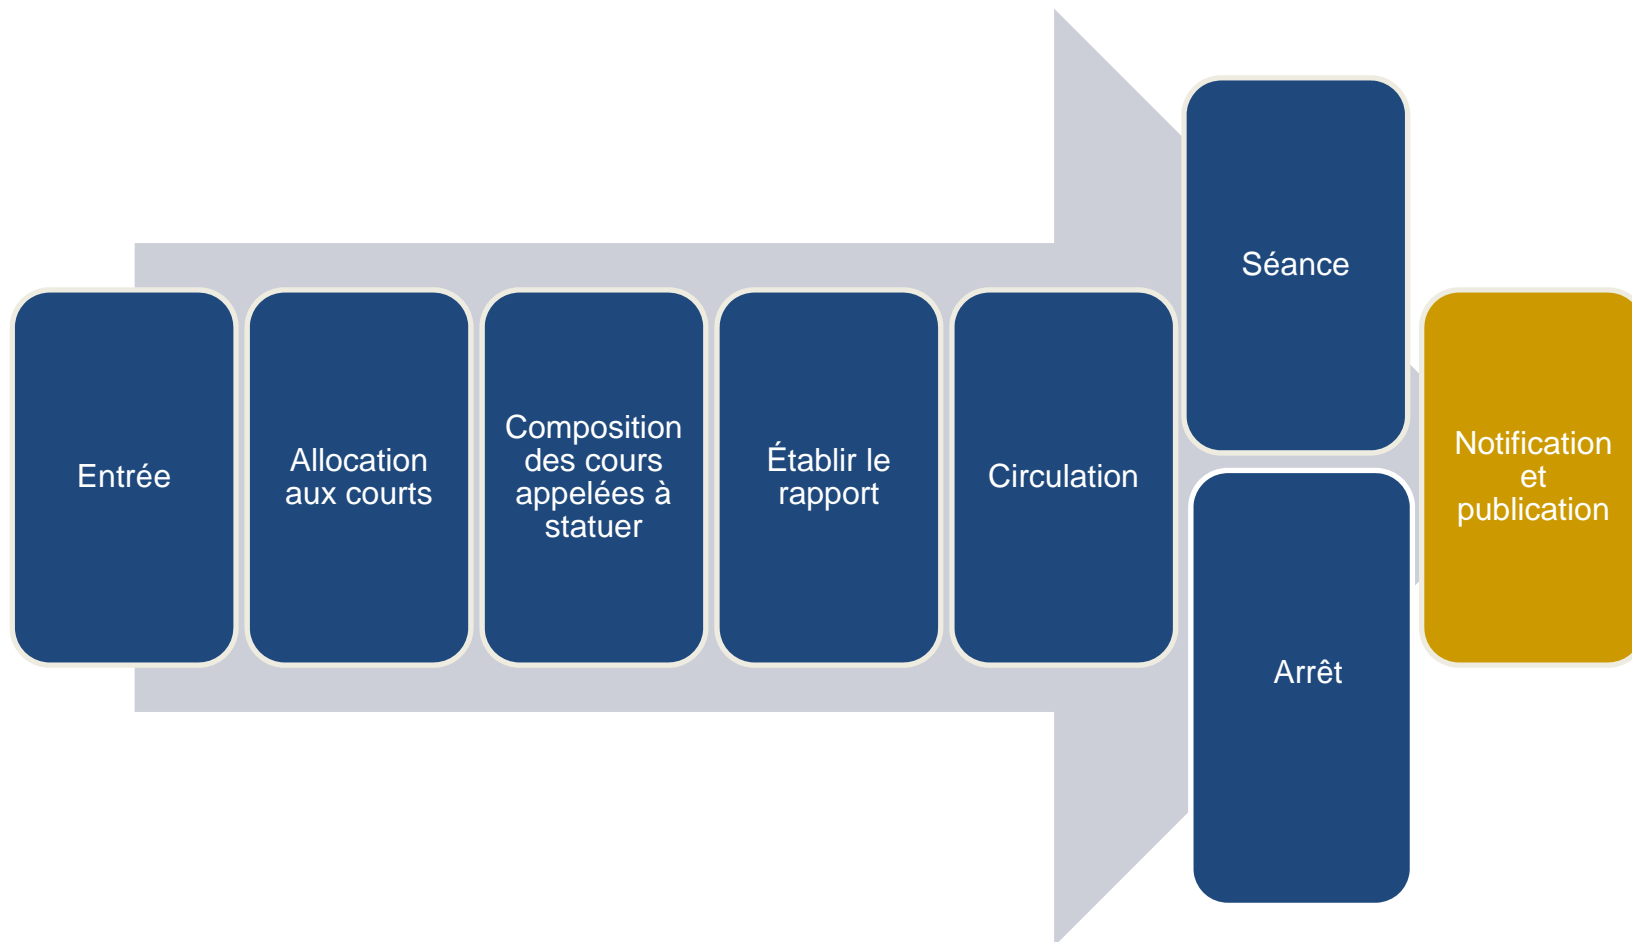 Entrée
Allocation
aux courts
Composition
des cours
appelées à
statuer
Établir le
rapport
Circulation
Séance
Arrêt
Notification
et
publication